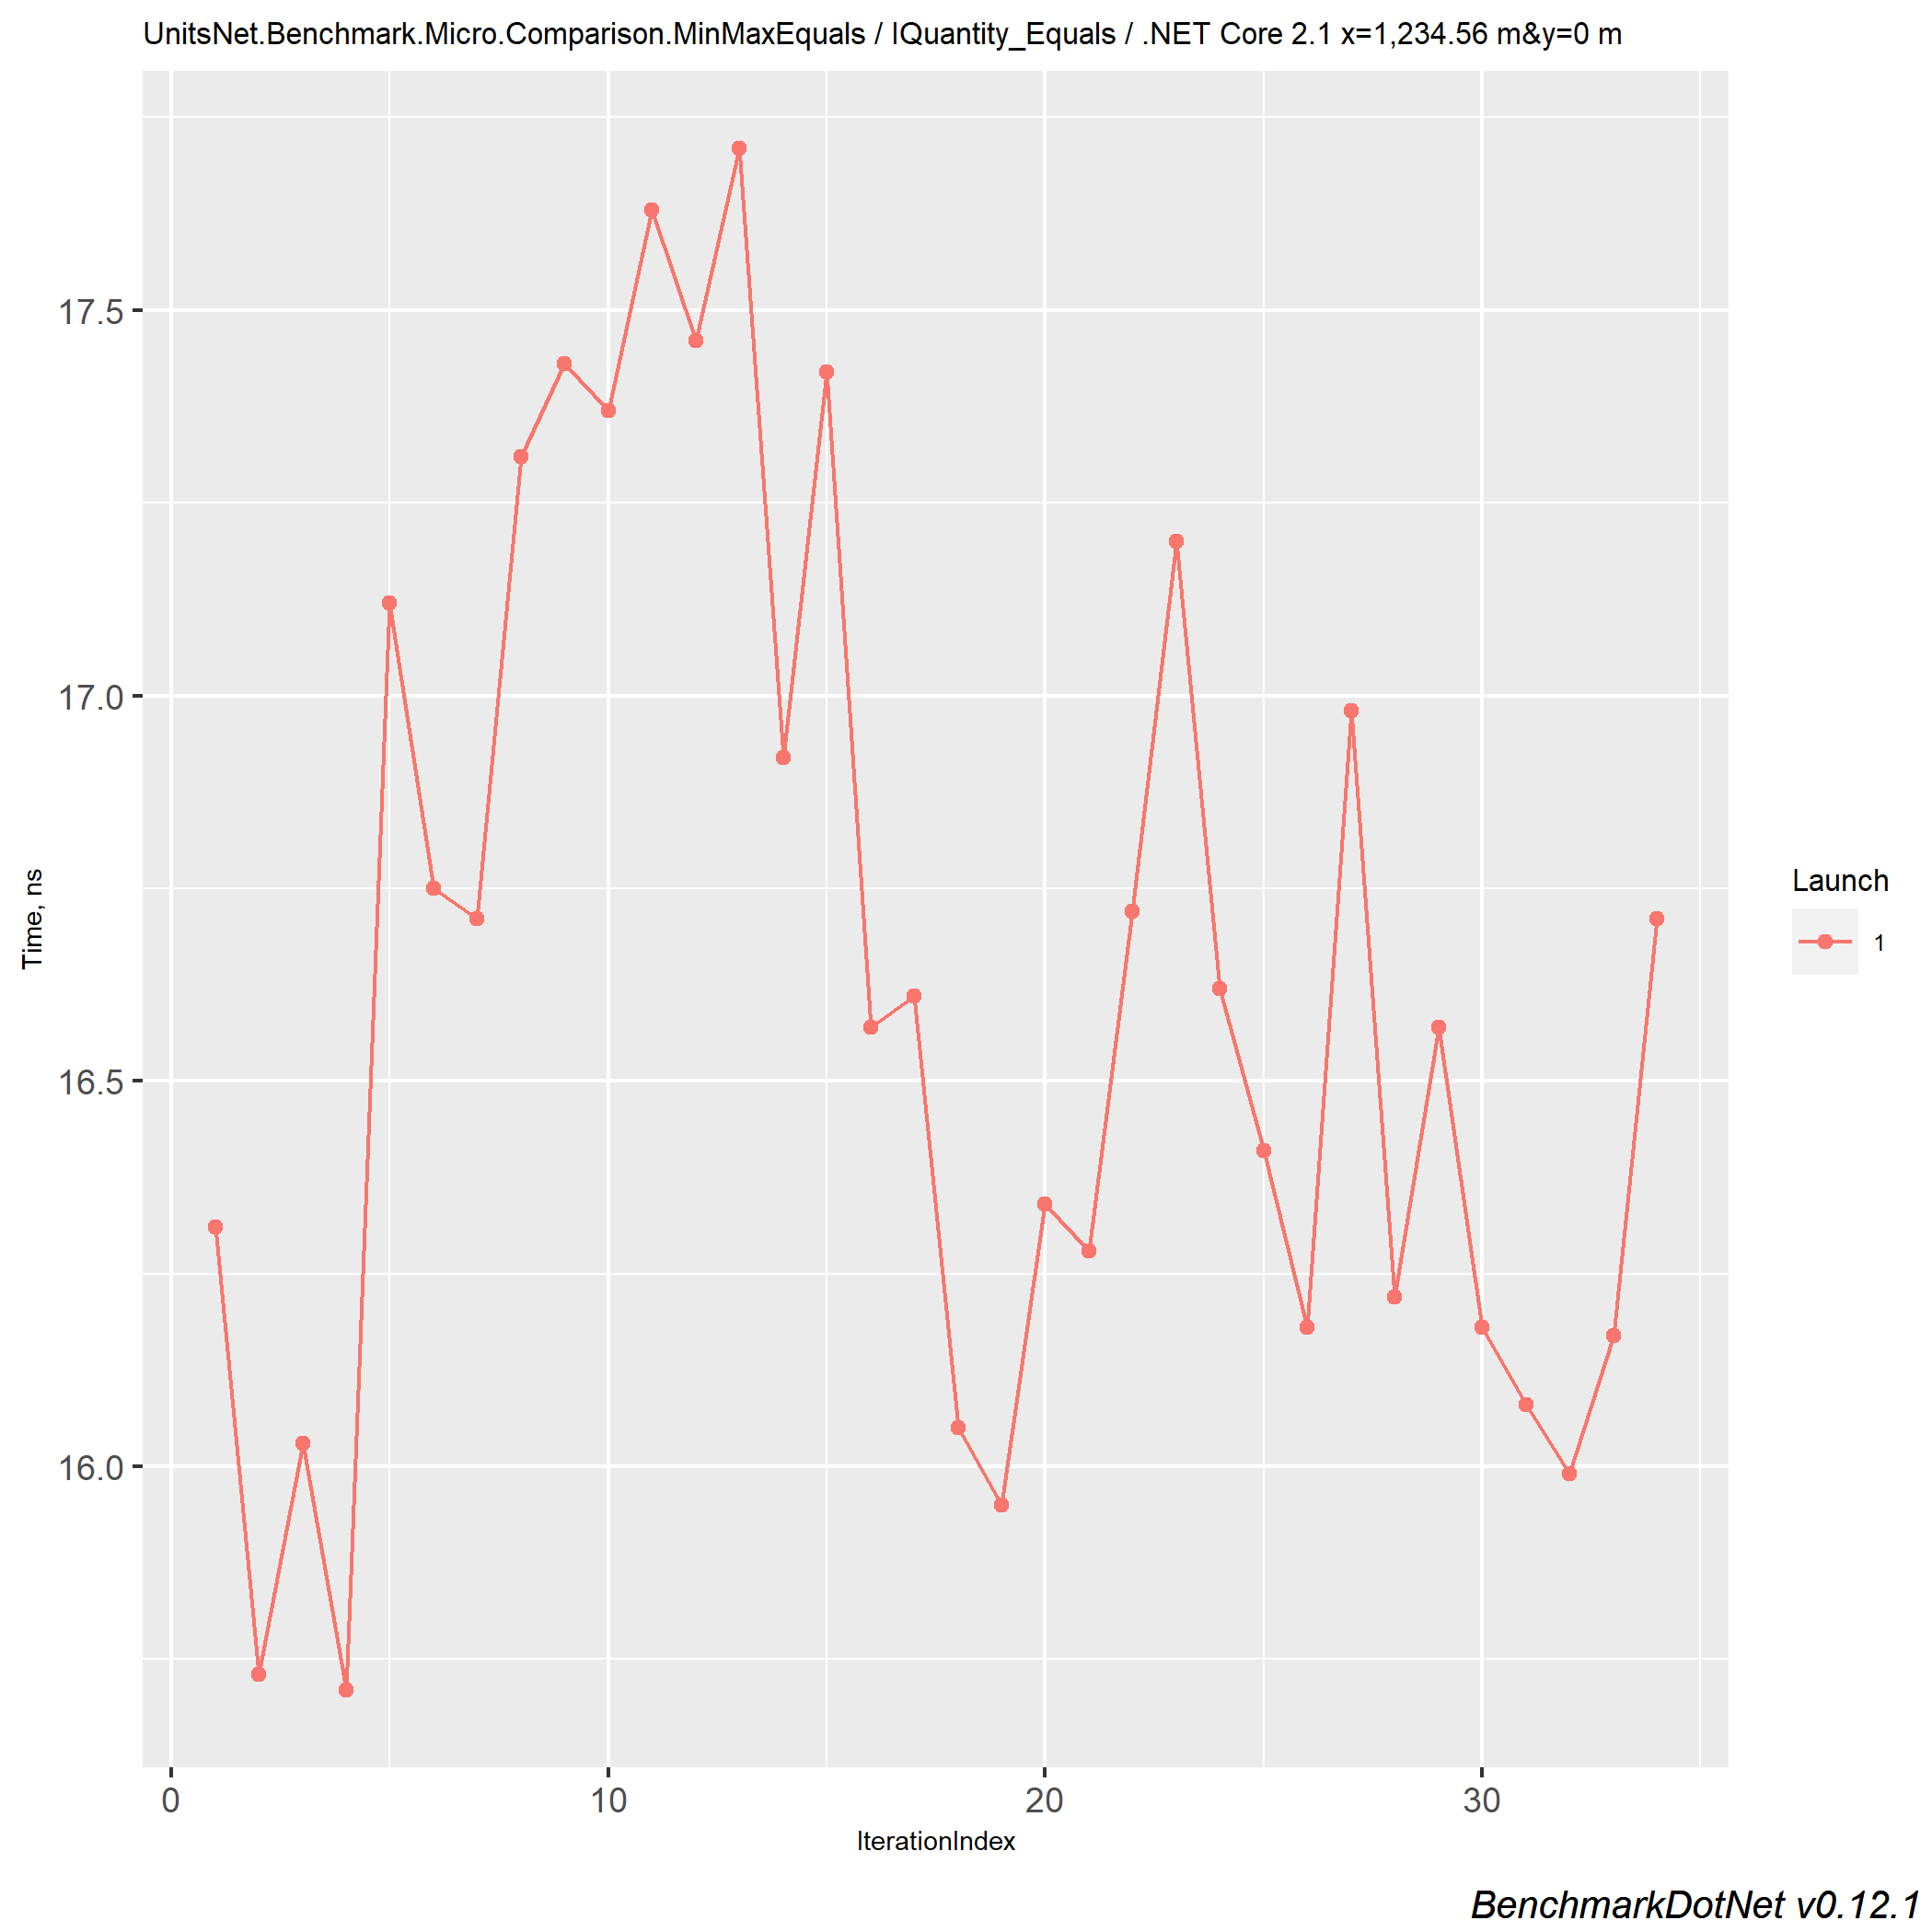 UnitsNet.Benchmark.Micro.Comparison.MinMaxEquals / IQuantity_Equals / .NET Core 2.1 x=1,234.56 m&y=0 m
17.5
17.0
16.5
16.0
Time, ns
0 10 20 30
IterationIndex
Launch
1
BenchmarkDotNet v0.12.1